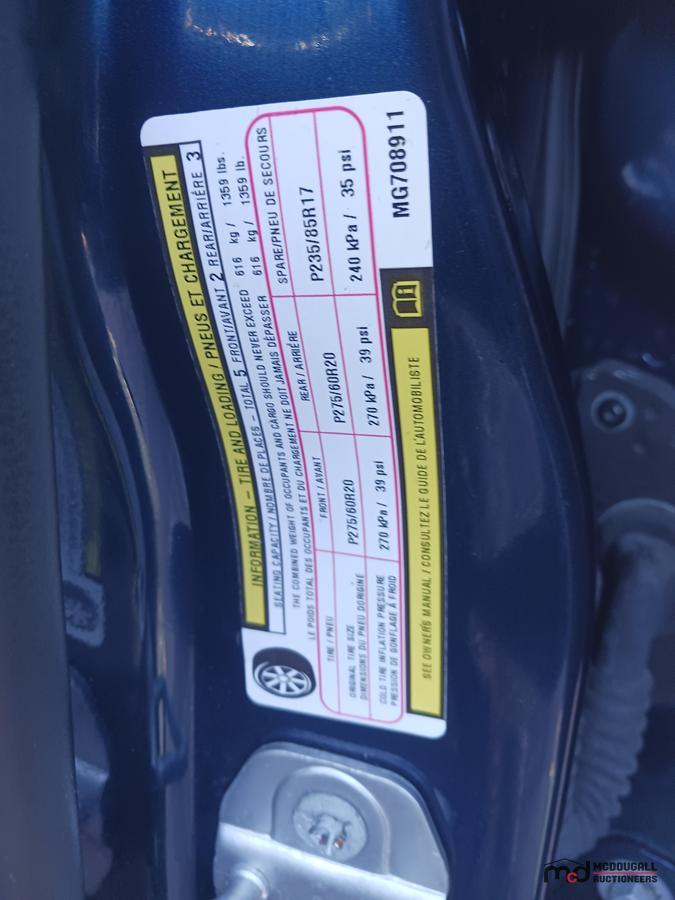 INFORMATION – TIRE AND LOADING / PNEUS ET CHARGEMENT
SEATING CAPACITY / NOMBRE DE PLACES – TOTAL 5 FRONT/AVANT 2 REAR/ARRIÈRE 3
THE COMBINED WEIGHT OF OCCUPANTS AND CARGO SHOULD NEVER EXCEED 616 kg / 1359 lbs.
LE POIDS TOTAL DES OCCUPANTS ET DU CHARGEMENT NE DOIT JAMAIS DÉPASSER 616 kg / 1359 lb.
TIRE / PNEU FRONT / AVANT REAR / ARRIÈRE SPARE/PNEU DE SECOURS
ORIGINAL TIRE SIZE
DIMENSIONS DU PNEU D'ORIGINE
P275/60R20 P275/60R20 P235/85R17
COLD TIRE INFLATION PRESSURE
PRESSION DE GONFLAGE À FROID
270 kPa / 39 psi 270 kPa / 39 psi 240 kPa / 35 psi
SEE OWNER'S MANUAL / CONSULTEZ LE GUIDE DE L'AUTOMOBILISTE
MG708911
mcd MCDOUGALL
AUCTIONEERS